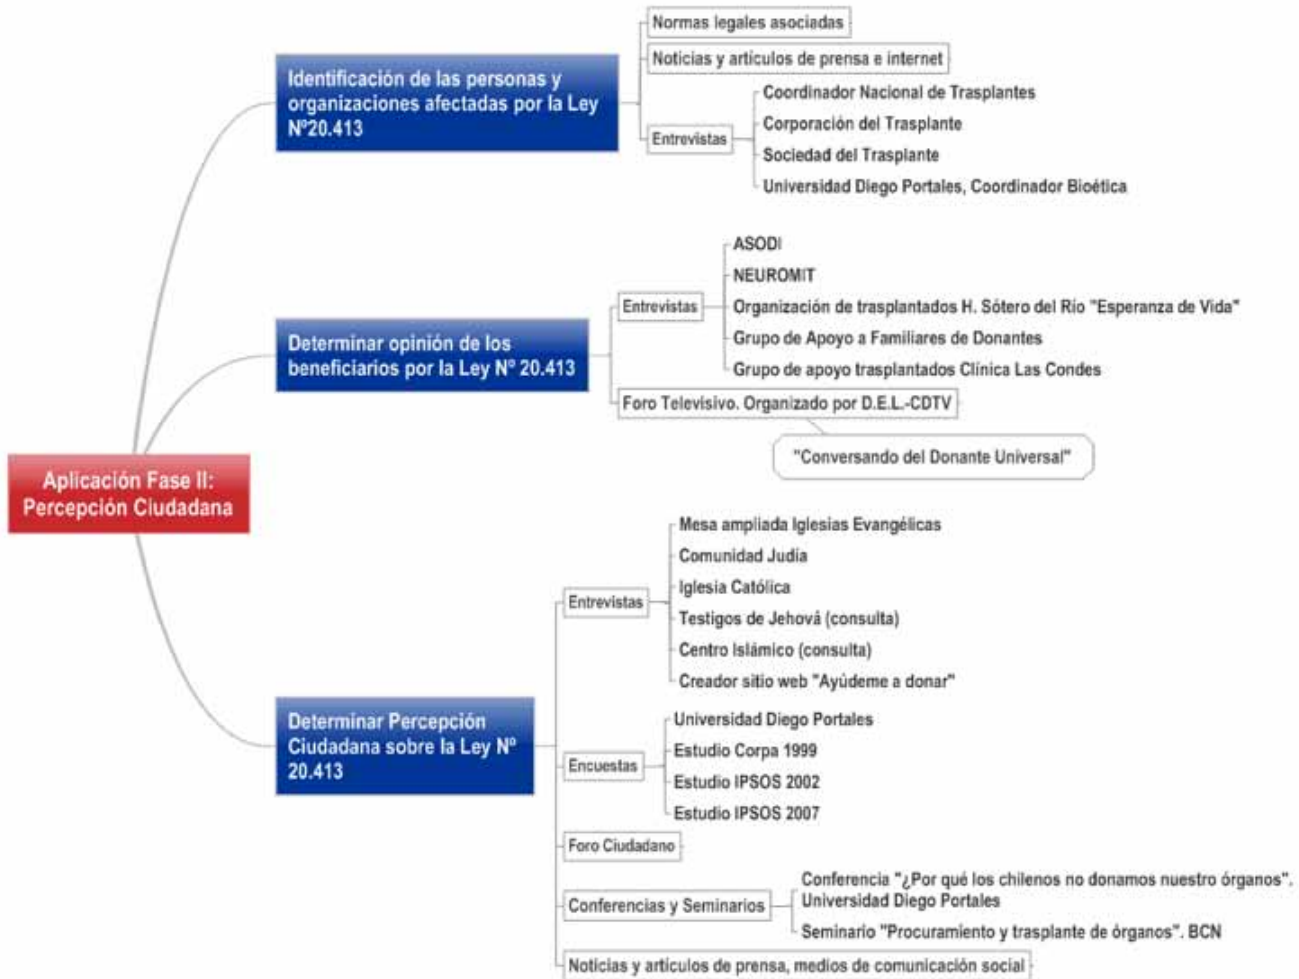 Normas legales asociadas
Noticias y artículos de prensa e internet
Identificación de las personas y
organizaciones afectadas por la Ley
Nº20.413
Entrevistas
Coordinador Nacional de Trasplantes
Corporación del Trasplante
Sociedad del Trasplante
Universidad Diego Portales, Coordinador Bioética
Determinar opinión de los
beneficiarios por la Ley Nº 20.413
Entrevistas
ASODI
NEUROMIT
Organización de trasplantados H. Sótero del Río "Esperanza de Vida"
Grupo de Apoyo a Familiares de Donantes
Grupo de apoyo trasplantados Clínica Las Condes
Foro Televisivo. Organizado por D.E.L.-CDTV
"Conversando del Donante Universal"
Aplicación Fase II:
Percepción Ciudadana
Determinar Percepción
Ciudadana sobre la Ley Nº
20.413
Entrevistas
Mesa ampliada Iglesias Evangélicas
Comunidad Judía
Iglesia Católica
Testigos de Jehová (consulta)
Centro Islámico (consulta)
Creador sitio web "Ayúdeme a donar"
Encuestas
Universidad Diego Portales
Estudio Corpa 1999
Estudio IPSOS 2002
Estudio IPSOS 2007
Foro Ciudadano
Conferencias y Seminarios
Conferencia "¿Por qué los chilenos no donamos nuestro órganos".
Universidad Diego Portales
Seminario "Procuramiento y trasplante de órganos". BCN
Noticias y artículos de prensa, medios de comunicación social